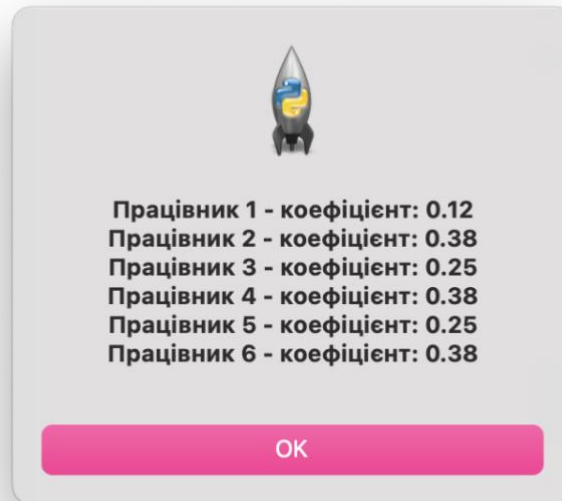 Працівник 1 - коефіцієнт: 0.12
Працівник 2 - коефіцієнт: 0.38
Працівник 3 - коефіцієнт: 0.25
Працівник 4 - коефіцієнт: 0.38
Працівник 5 - коефіцієнт: 0.25
Працівник 6 - коефіцієнт: 0.38
OK